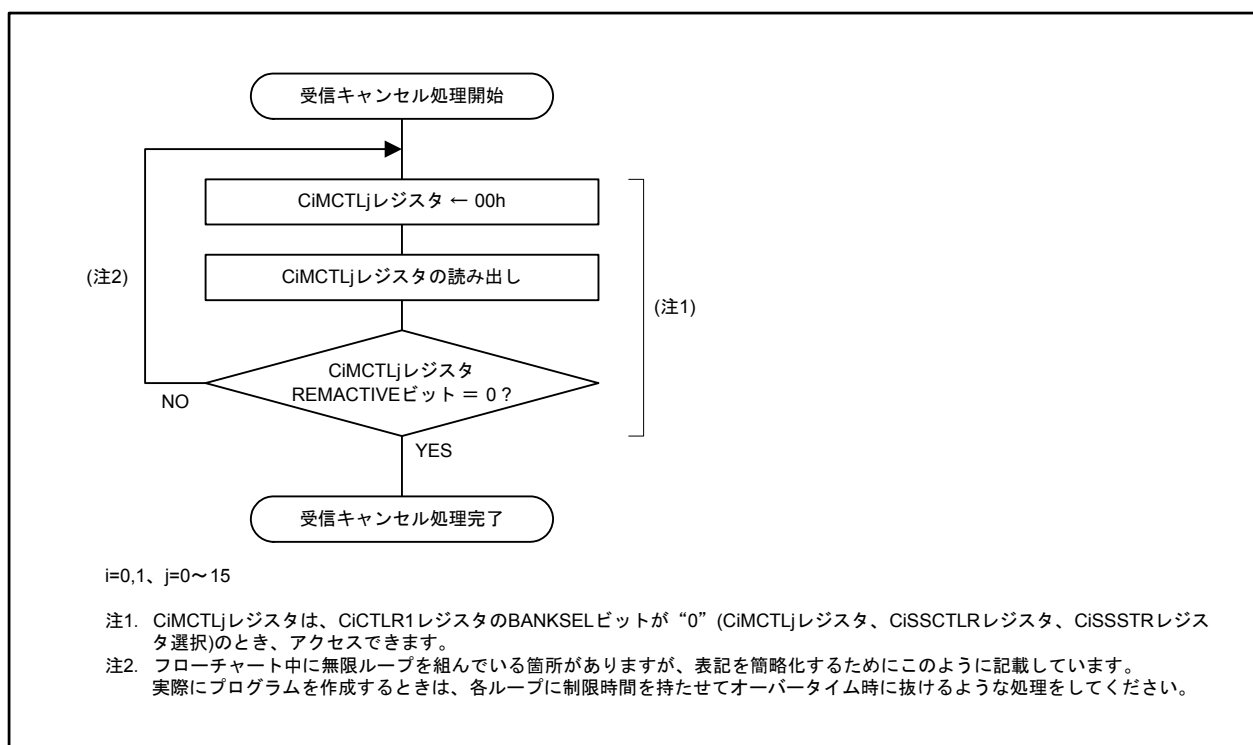 受信キャンセル処理開始
CiMCTLjレジスタ ← 00h
(注2)
CiMCTLjレジスタの読み出し
(注1)
CiMCTLjレジスタ
REMACTIVEビット ＝ 0 ?
NO
YES
受信キャンセル処理完了
i=0,1、j=0～15
注1. CiMCTLjレジスタは、CiCTLR1レジスタのBANKSELビットが“0”(CiMCTLjレジスタ、CiSSCTLRレジスタ、CiSSSTRレジス
タ選択)のとき、アクセスできます。
注2. フローチャート中に無限ループを組んでいる箇所がありますが、表記を簡略化するためにこのように記載しています。
実際にプログラムを作成するときは、各ループに制限時間を持たせてオーバータイム時に抜けるような処理をしてください。